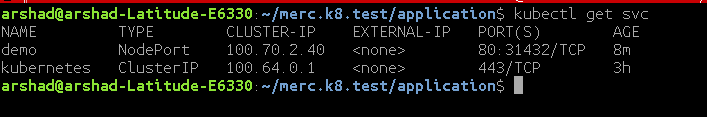 arshad@arshad-Latitude-E6330:~/merc.k8.test/application$ kubectl get svc
NAME TYPE CLUSTER-IP EXTERNAL-IP PORT(S) AGE
demo NodePort 100.70.2.40 <none> 80:31432/TCP 8m
kubernetes ClusterIP 100.64.0.1 <none> 443/TCP 3h
arshad@arshad-Latitude-E6330:~/merc.k8.test/application$